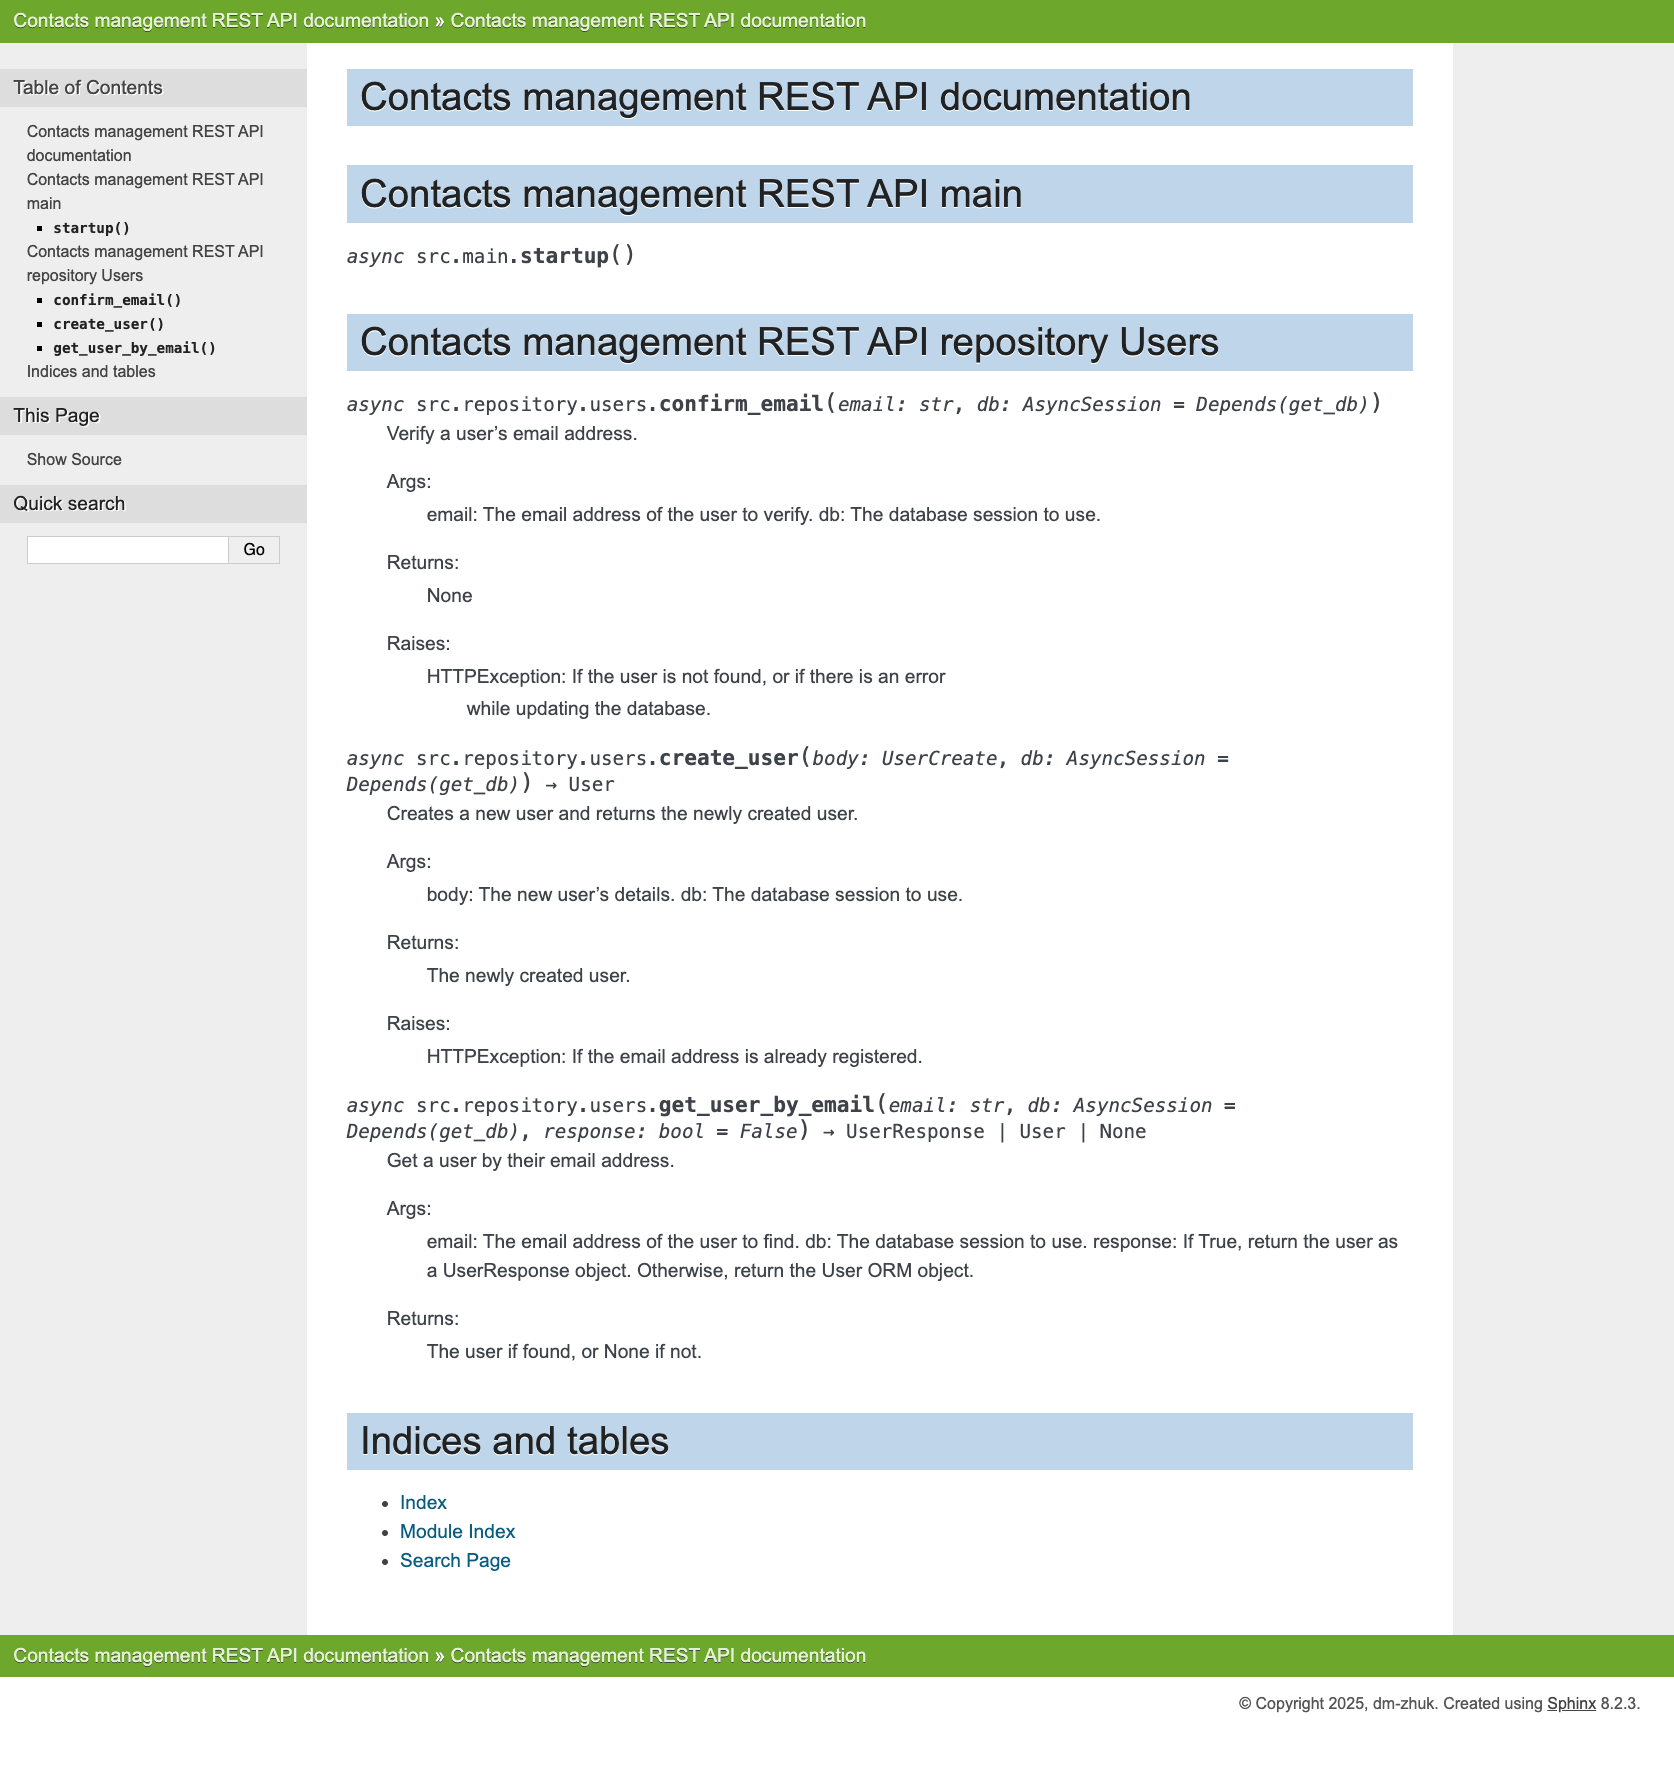 Contacts management REST API documentation » Contacts management REST API documentation
Table of Contents
Contacts management REST API
documentation
Contacts management REST API
main
startup()
Contacts management REST API
repository Users
confirm_email()
create_user()
get_user_by_email()
Indices and tables
This Page
Show Source
Quick search
Go
Contacts management REST API documentation
Contacts management REST API main
async src.main.startup()
Contacts management REST API repository Users
async src.repository.users.confirm_email(email: str, db: AsyncSession = Depends(get_db))
Verify a user’s email address.
Args:
email: The email address of the user to verify. db: The database session to use.
Returns:
None
Raises:
HTTPException: If the user is not found, or if there is an error
while updating the database.
async src.repository.users.create_user(body: UserCreate, db: AsyncSession =
Depends(get_db)) → User
Creates a new user and returns the newly created user.
Args:
body: The new user’s details. db: The database session to use.
Returns:
The newly created user.
Raises:
HTTPException: If the email address is already registered.
async src.repository.users.get_user_by_email(email: str, db: AsyncSession =
Depends(get_db), response: bool = False) → UserResponse | User | None
Get a user by their email address.
Args:
email: The email address of the user to find. db: The database session to use. response: If True, return the user as
a UserResponse object. Otherwise, return the User ORM object.
Returns:
The user if found, or None if not.
Indices and tables
Index
Module Index
Search Page
Contacts management REST API documentation » Contacts management REST API documentation
© Copyright 2025, dm-zhuk. Created using Sphinx 8.2.3.